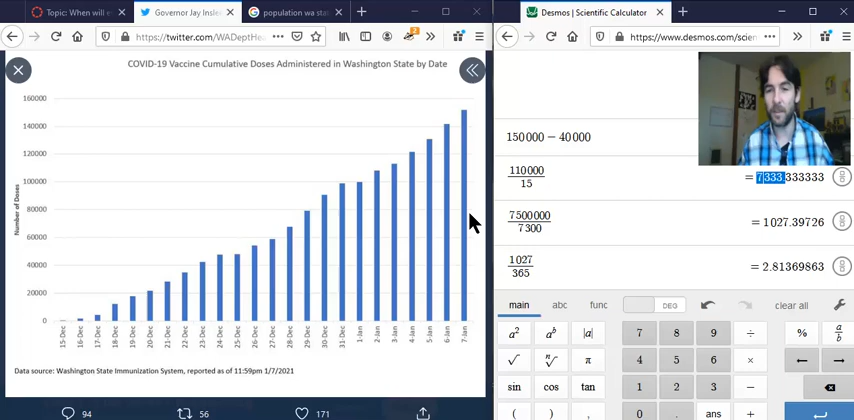 Topic: When will e
Governor Jay Insle
population wa stat
https://twitter.com/WADeptHe
2
COVID-19 Vaccine Cumulative Doses Administered in Washington State by Date
160000
140000
120000
100000
80000
60000
40000
20000
0
Number of Doses
15-Dec
16-Dec
17-Dec
18-Dec
19-Dec
20-Dec
21-Dec
22-Dec
23-Dec
24-Dec
25-Dec
26-Dec
27-Dec
28-Dec
29-Dec
30-Dec
31-Dec
1-Jan
2-Jan
3-Jan
4-Jan
5-Jan
6-Jan
7-Jan
Data source: Washington State Immunization System, reported as of 11:59pm 1/7/2021
94
56
171
Desmos | Scientific Calculator
https://www.desmos.com/scien
150000 − 40000
110000
15
= 7333.333333
7500000
7300
= 1027.39726
1027
365
= 2.81369863
main abc func
DEG
clear all
a² aᵇ |a| 7 8 9 ÷ % a/b
√ ⁿ√ π 4 5 6 × ← →
sin cos tan 1 2 3 −
( ) , 0 . ans +